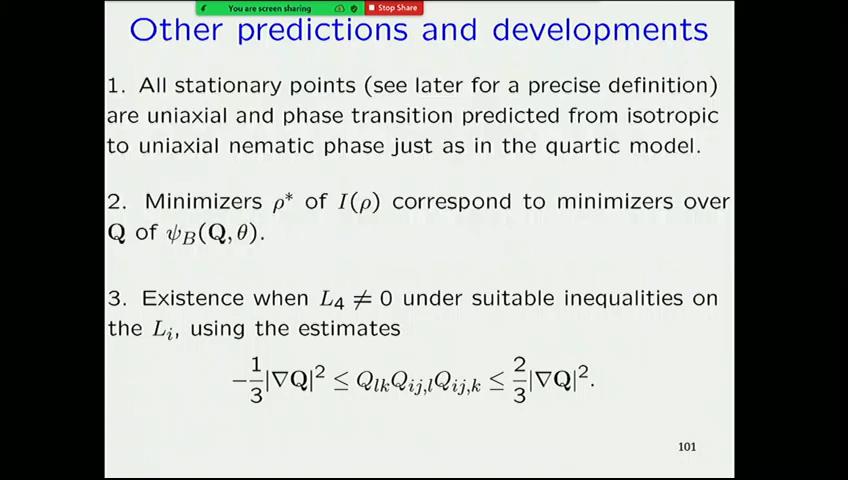 You are screen sharing Stop Share
Other predictions and developments
1. All stationary points (see later for a precise definition)
are uniaxial and phase transition predicted from isotropic
to uniaxial nematic phase just as in the quartic model.
2. Minimizers ρ* of I(ρ) correspond to minimizers over
Q of ψ_B(Q, θ).
3. Existence when L₄ ≠ 0 under suitable inequalities on
the L_i, using the estimates
−1/3|∇Q|² ≤ Q_{lk}Q_{ij,l}Q_{ij,k} ≤ 2/3|∇Q|².
101